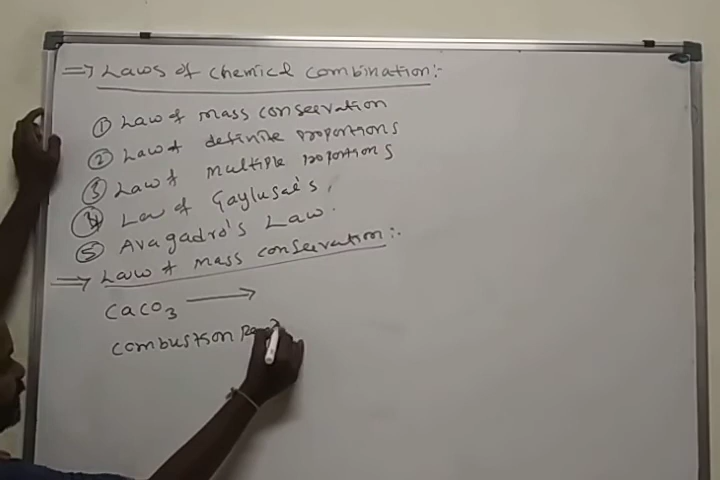 => Laws of chemical combination:-
① Law of mass conservation
② Law of definite proportions
③ Law of multiple proportions
④ Law of Gaylusac's.
⑤ Avagadro's Law.
=> Law of mass conservation:-
CaCO3 ⟶
combustion